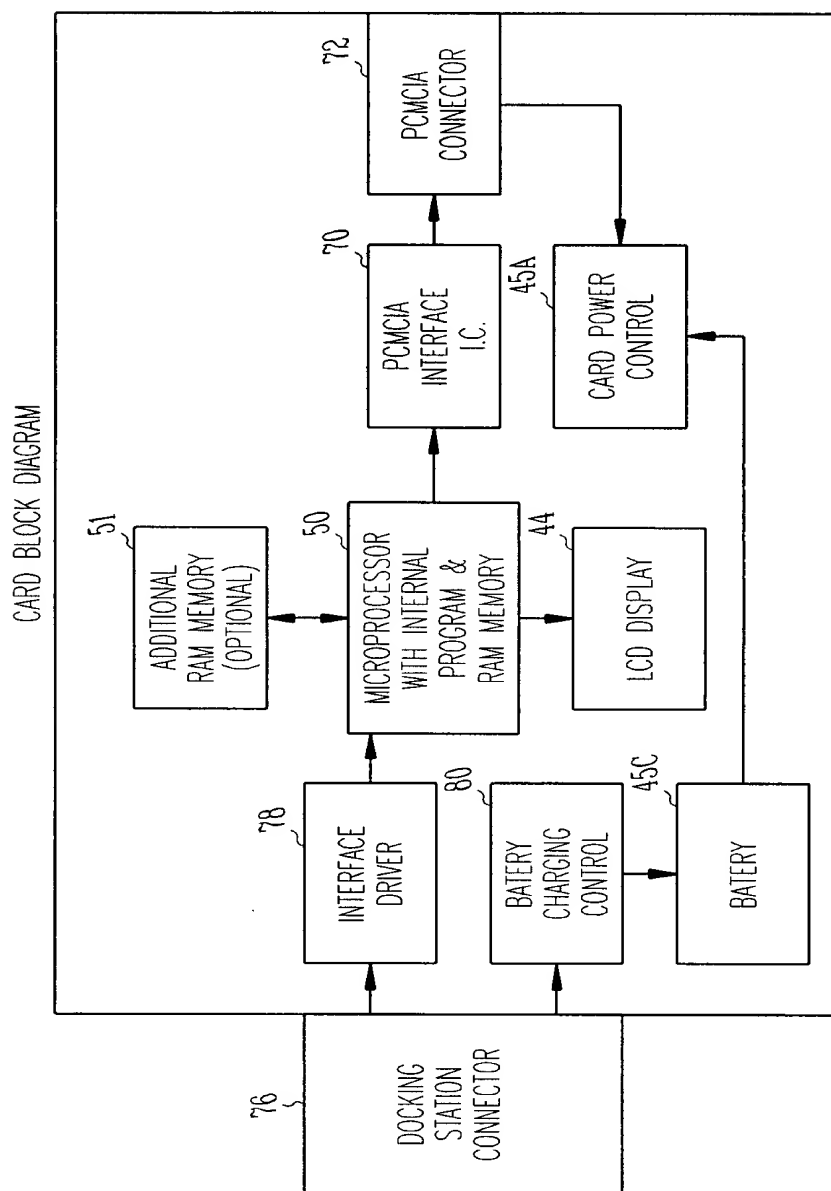 CARD BLOCK DIAGRAM
51
ADDITIONAL
RAM MEMORY
(OPTIONAL)
76
DOCKING
STATION
CONNECTOR
78
INTERFACE
DRIVER
50
MICROPROCESSOR
WITH INTERNAL
PROGRAM &
RAM MEMORY
70
PCMCIA
INTERFACE
I.C.
72
PCMCIA
CONNECTOR
80
BATERY
CHARGING
CONTROL
44
LCD DISPLAY
45A
CARD POWER
CONTROL
45C
BATERY